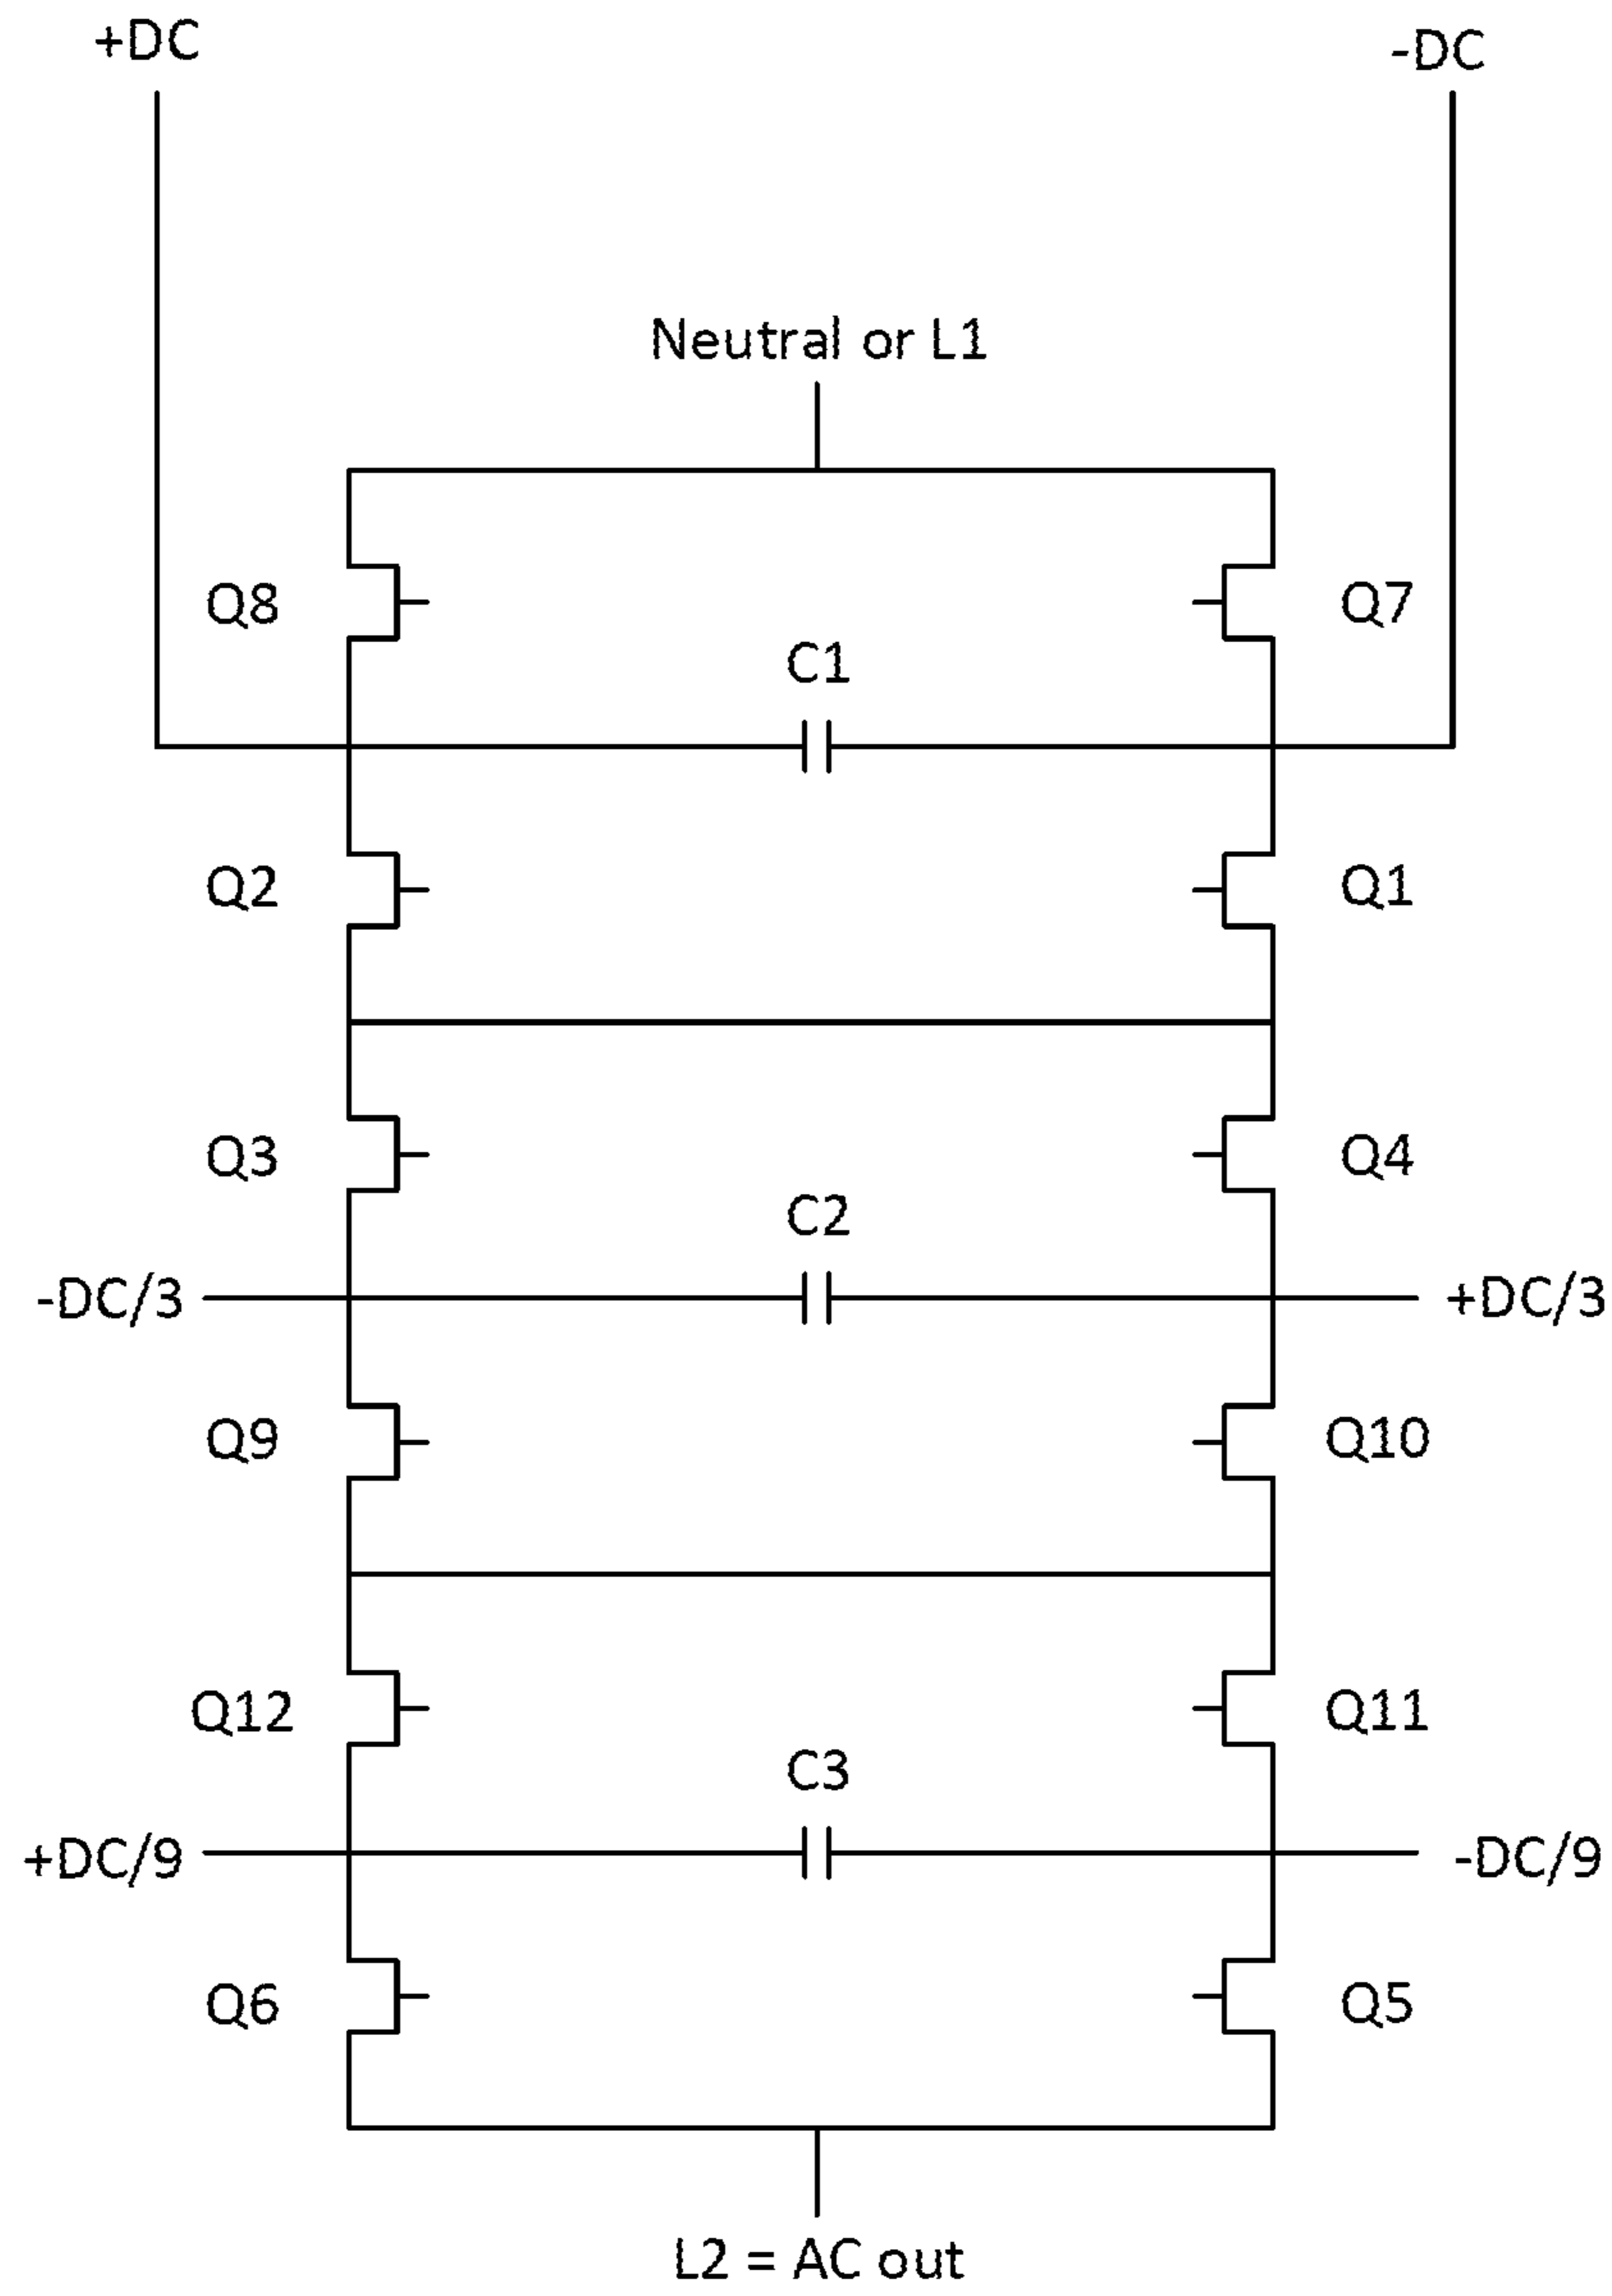 +DC
-DC
Neutral or L1
Q8
Q7
C1
Q2
Q1
Q3
Q4
C2
-DC/3
+DC/3
Q9
Q10
Q12
Q11
C3
+DC/9
-DC/9
Q6
Q5
L2 = AC out